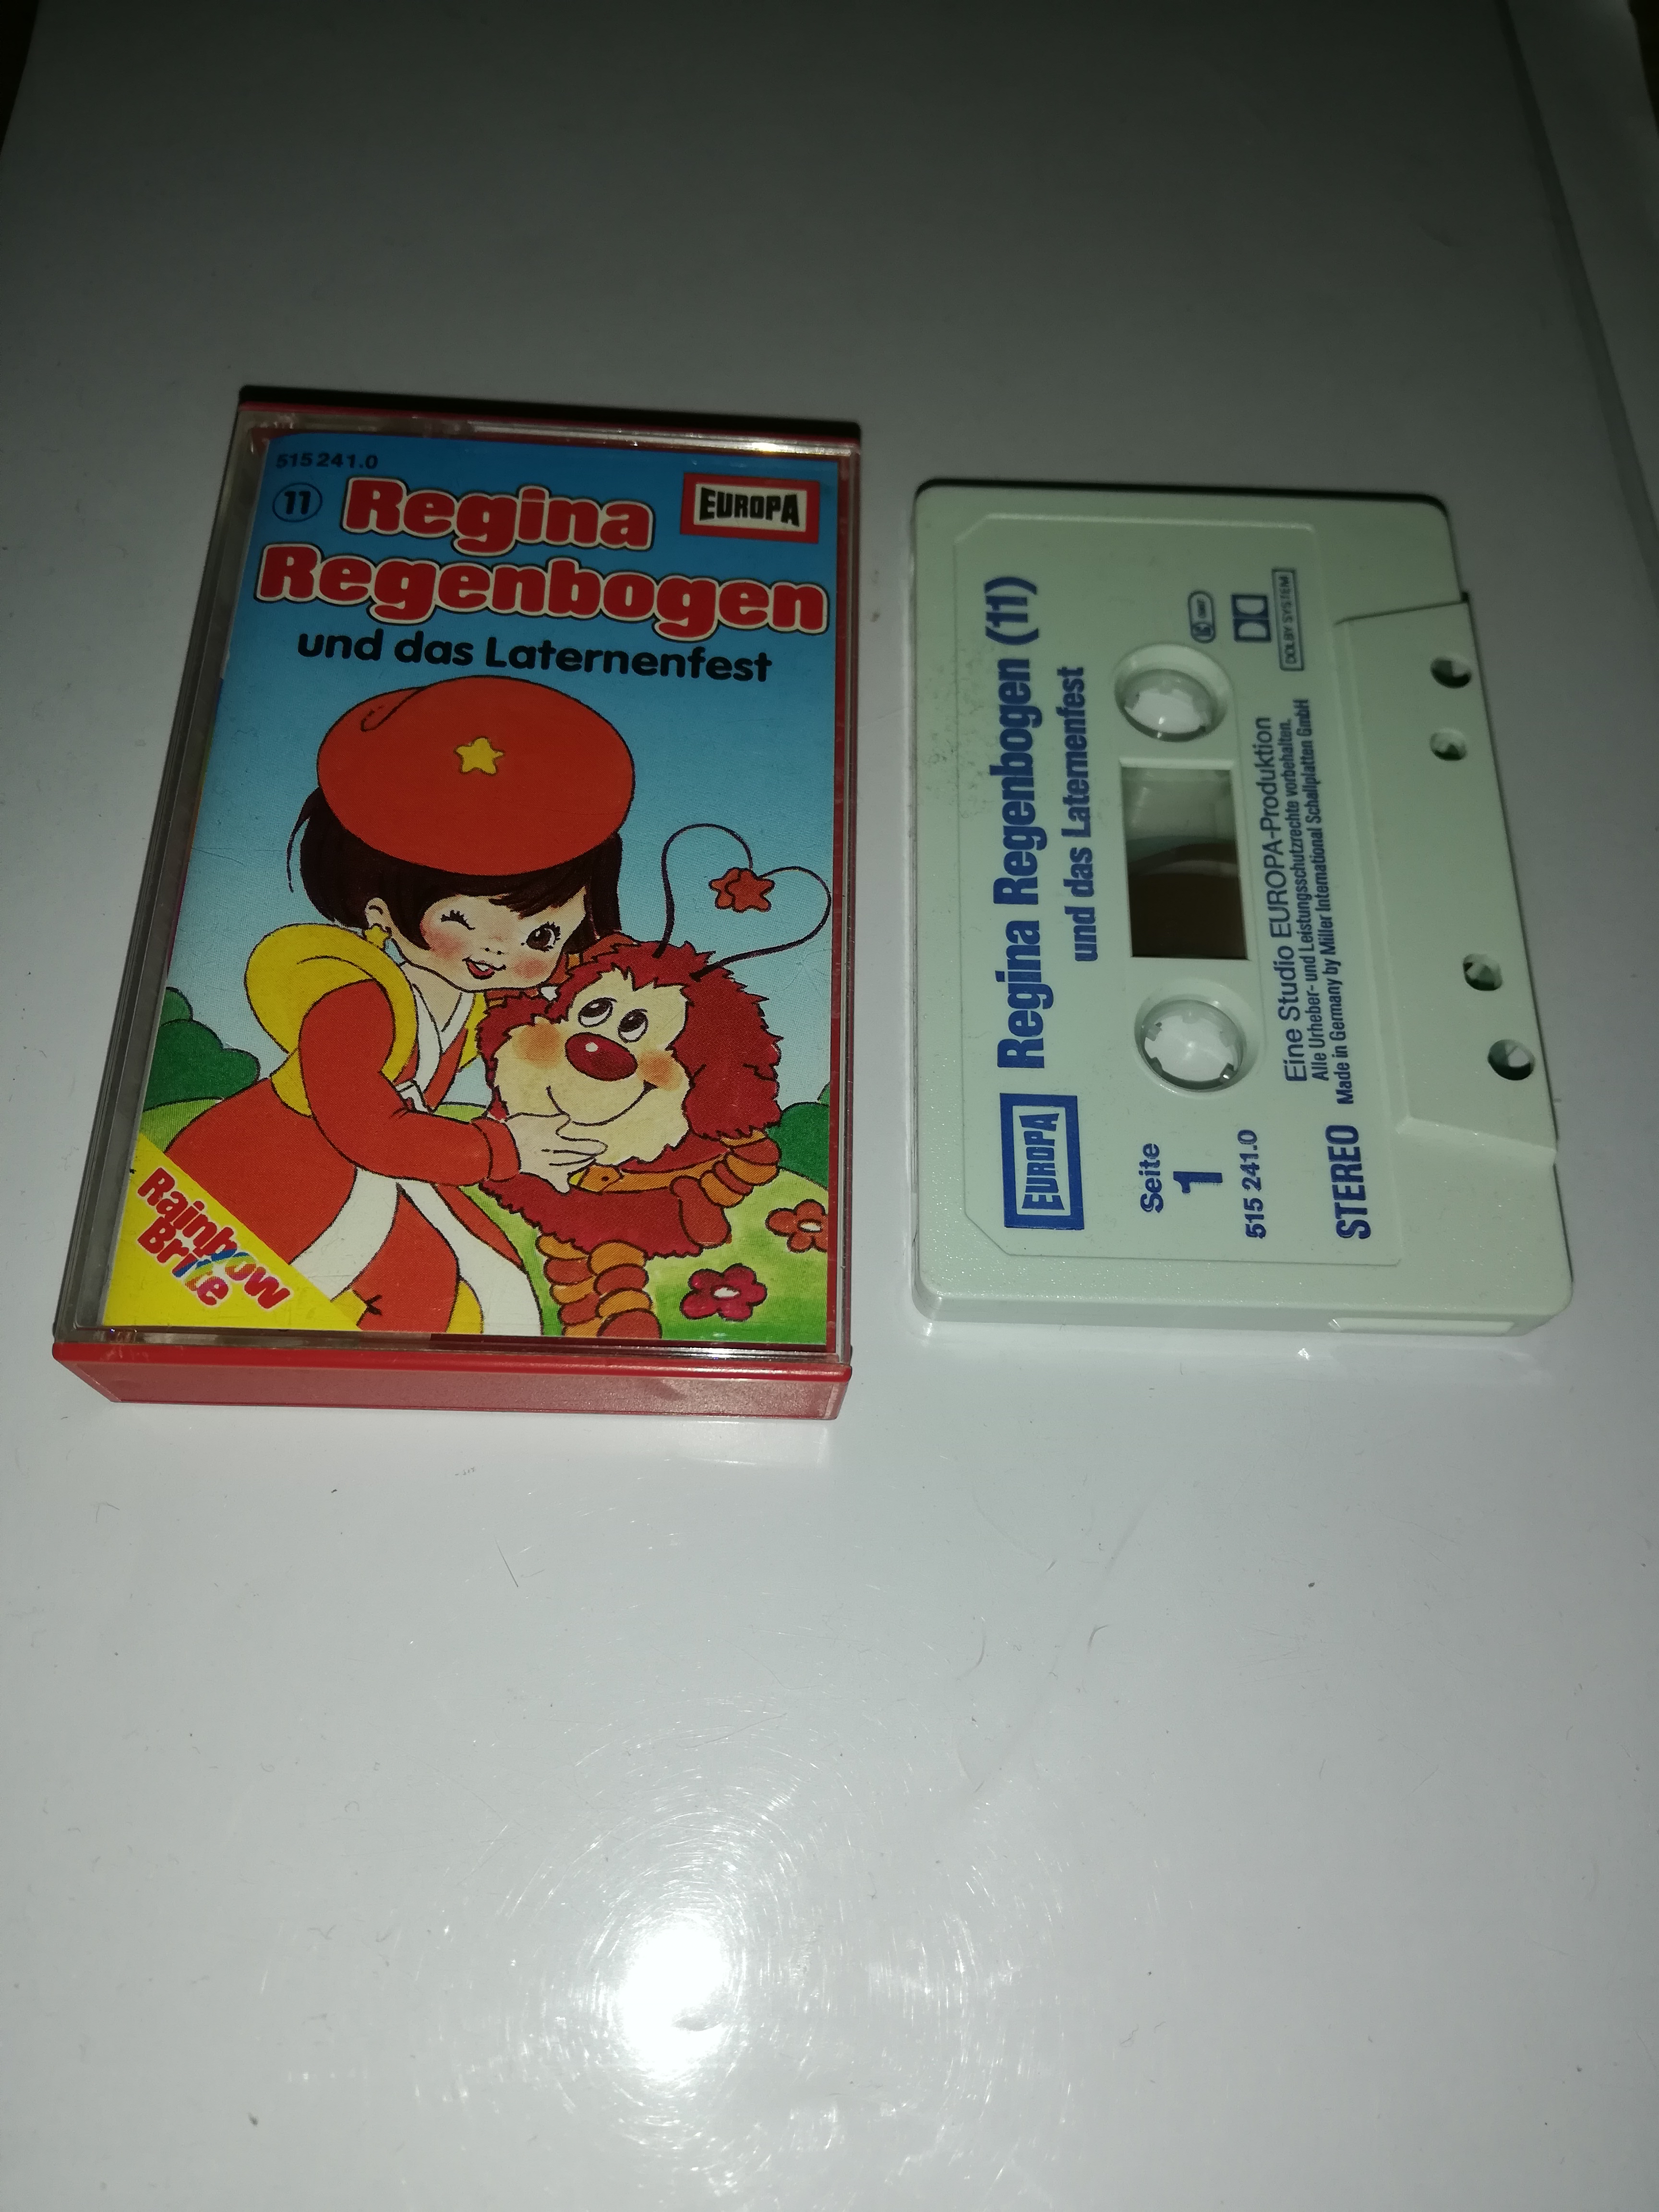 515 241.0
11
Regina
EUROPA
Regenbogen
und das Laternenfest
Rainbow
Brite
EUROPA
Regina Regenbogen (11)
und das Laternenfest
Seite
1
515 241.0
STEREO
Eine Studio EUROPA-Produktion
Alle Urheber- und Leistungsschutzrechte vorbehalten.
Made in Germany by Miller International Schallplatten GmbH
DOLBY SYSTEM